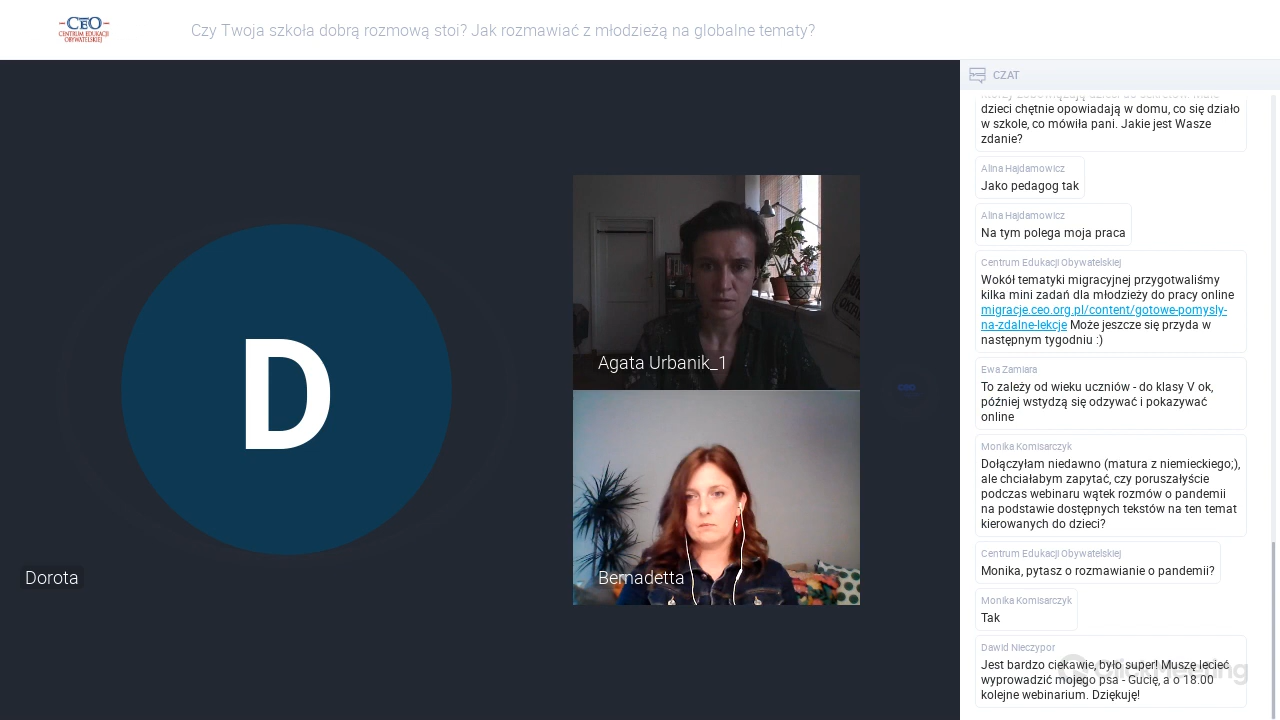 CEO
CENTRUM EDUKACJI
OBYWATELSKIEJ
Czy Twoja szkoła dobrą rozmową stoi? Jak rozmawiać z młodzieżą na globalne tematy?
D
Dorota
Agata Urbanik_1
Bernadetta
CZAT
dzieci chętnie opowiadają w domu, co się działo
w szkole, co mówiła pani. Jakie jest Wasze
zdanie?
Alina Hajdamowicz
Jako pedagog tak
Alina Hajdamowicz
Na tym polega moja praca
Centrum Edukacji Obywatelskiej
Wokół tematyki migracyjnej przygotwaliśmy
kilka mini zadań dla młodzieży do pracy online
migracje.ceo.org.pl/content/gotowe-pomysly-
na-zdalne-lekcje Może jeszcze się przyda w
następnym tygodniu :)
Ewa Zamiara
To zależy od wieku uczniów - do klasy V ok,
później wstydzą się odzywać i pokazywać
online
Monika Komisarczyk
Dołączyłam niedawno (matura z niemieckiego;),
ale chciałabym zapytać, czy poruszałyście
podczas webinaru wątek rozmów o pandemii
na podstawie dostępnych tekstów na ten temat
kierowanych do dzieci?
Centrum Edukacji Obywatelskiej
Monika, pytasz o rozmawianie o pandemii?
Monika Komisarczyk
Tak
Dawid Nieczypor
Jest bardzo ciekawie, było super! Muszę lecieć
wyprowadzić mojego psa - Gucię, a o 18:00
kolejne webinarium. Dziękuję!
ClickMeeting